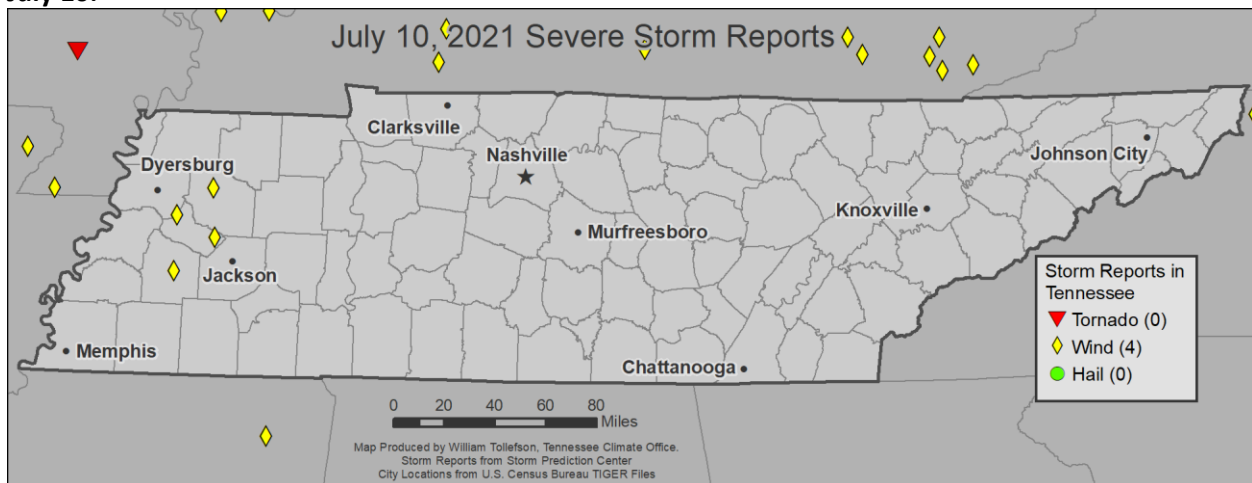 July 10, 2021 Severe Storm Reports
Clarksville
Nashville
Johnson City
Dyersburg
Knoxville
Murfreesboro
Jackson
Storm Reports in
Tennessee
Tornado (0)
Wind (4)
Hail (0)
Memphis
Chattanooga
0 20 40 60 80
Miles
Map Produced by William Tollefson, Tennessee Climate Office.
Storm Reports from Storm Prediction Center
City Locations from U.S. Census Bureau TIGER Files